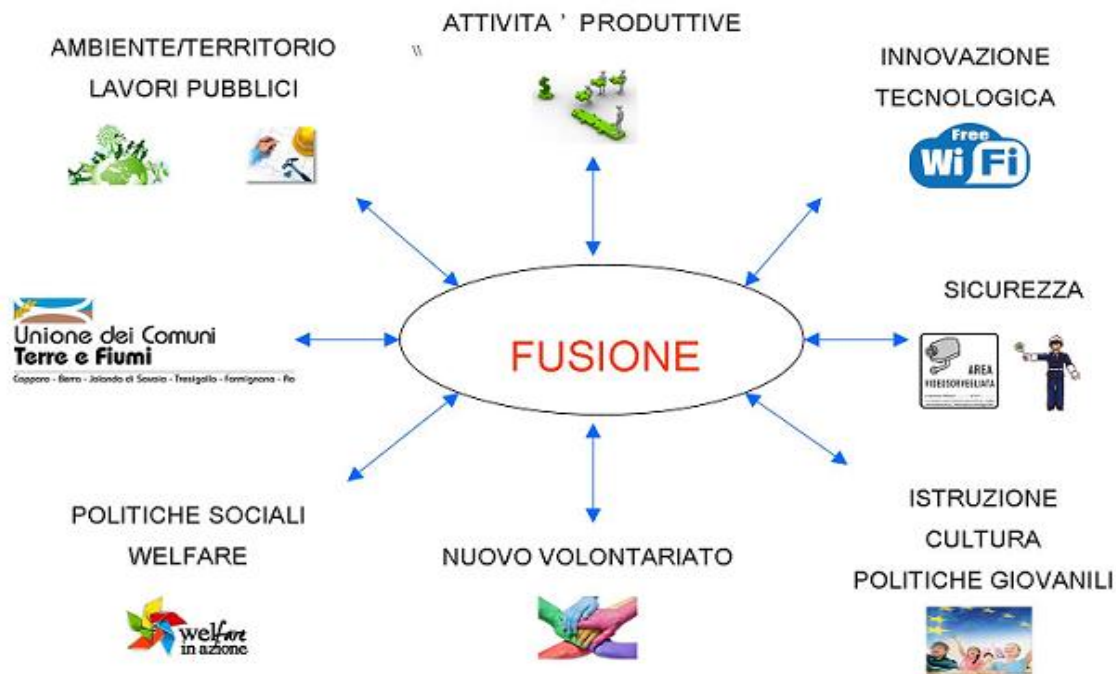 ATTIVITA ' PRODUTTIVE
AMBIENTE/TERRITORIO
LAVORI PUBBLICI
INNOVAZIONE
TECNOLOGICA
Free
Wi Fi
SICUREZZA
AREA
VIDEOSORVEGLIATA
Unione dei Comuni
Terre e Fiumi
Copparo - Berra - Jolanda di Savoia - Tresigallo - Formignana - Ro
FUSIONE
POLITICHE SOCIALI
WELFARE
welfare
in azione
NUOVO VOLONTARIATO
ISTRUZIONE
CULTURA
POLITICHE GIOVANILI